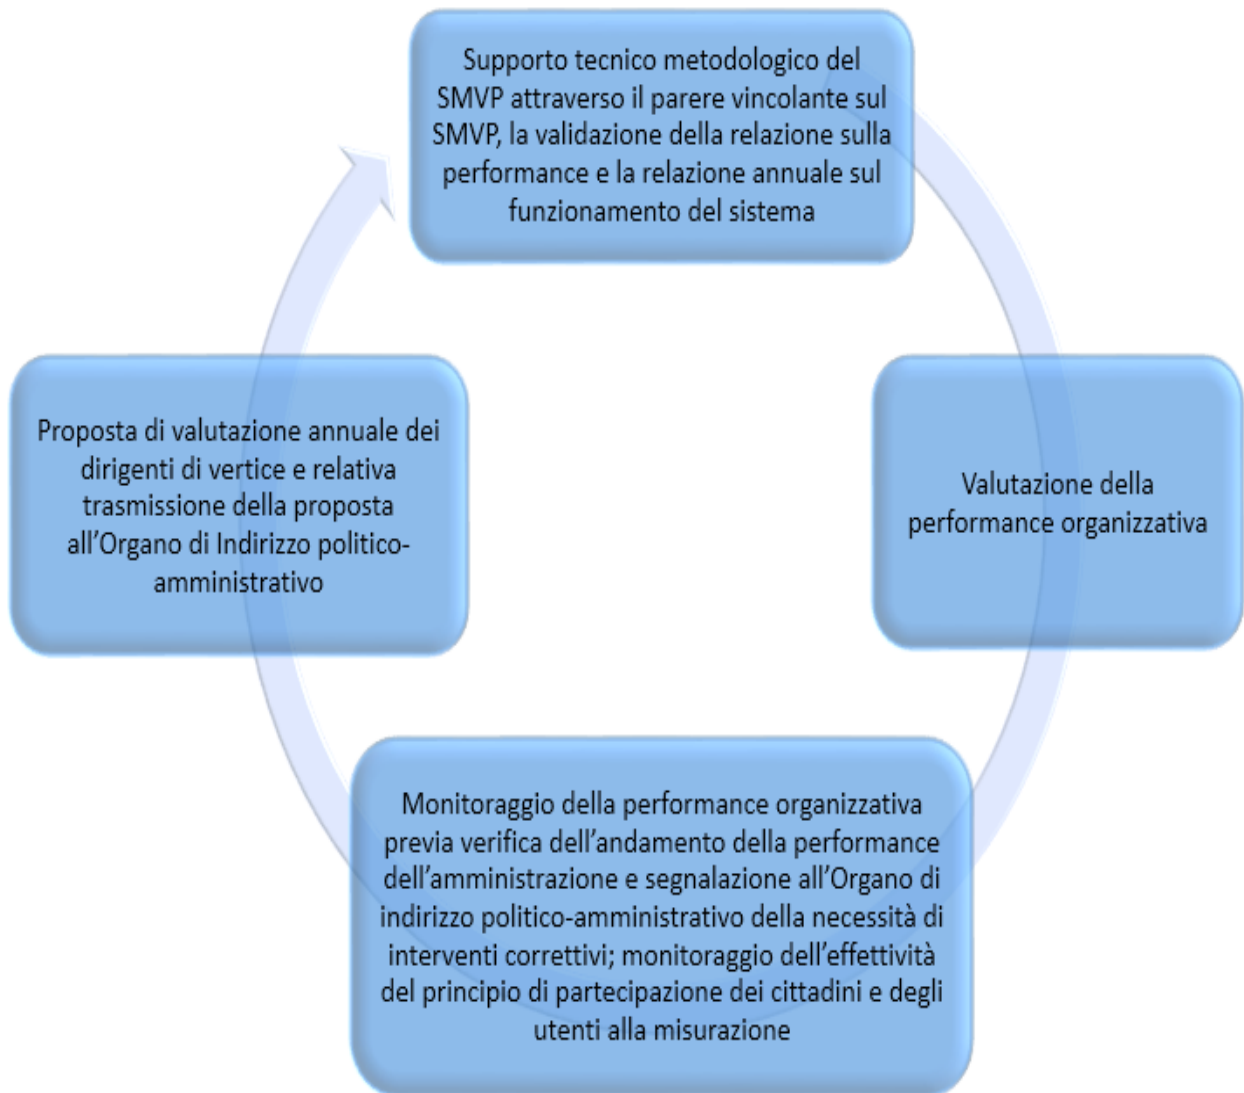 Supporto tecnico metodologico del
SMVP attraverso il parere vincolante sul
SMVP, la validazione della relazione sulla
performance e la relazione annuale sul
funzionamento del sistema
Valutazione della
performance organizzativa
Monitoraggio della performance organizzativa
previa verifica dell’andamento della performance
dell’amministrazione e segnalazione all’Organo di
indirizzo politico-amministrativo della necessità di
interventi correttivi; monitoraggio dell’effettività
del principio di partecipazione dei cittadini e degli
utenti alla misurazione
Proposta di valutazione annuale dei
dirigenti di vertice e relativa
trasmissione della proposta
all’Organo di Indirizzo politico-
amministrativo